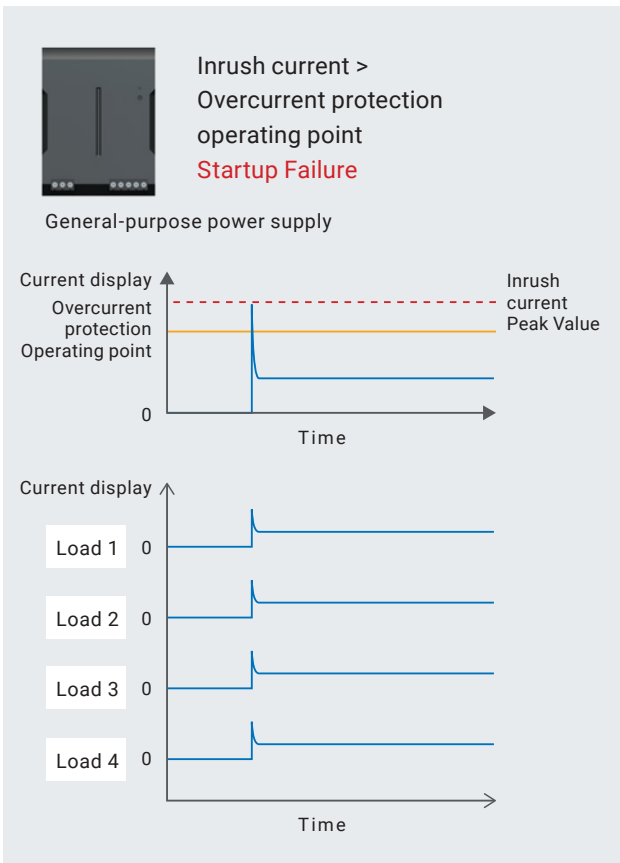 Inrush current >
Overcurrent protection
operating point
Startup Failure
General-purpose power supply
Current display
Overcurrent
protection
Operating point
0
Inrush
current
Peak Value
Time
Current display
Load 1 0
Load 2 0
Load 3 0
Load 4 0
Time